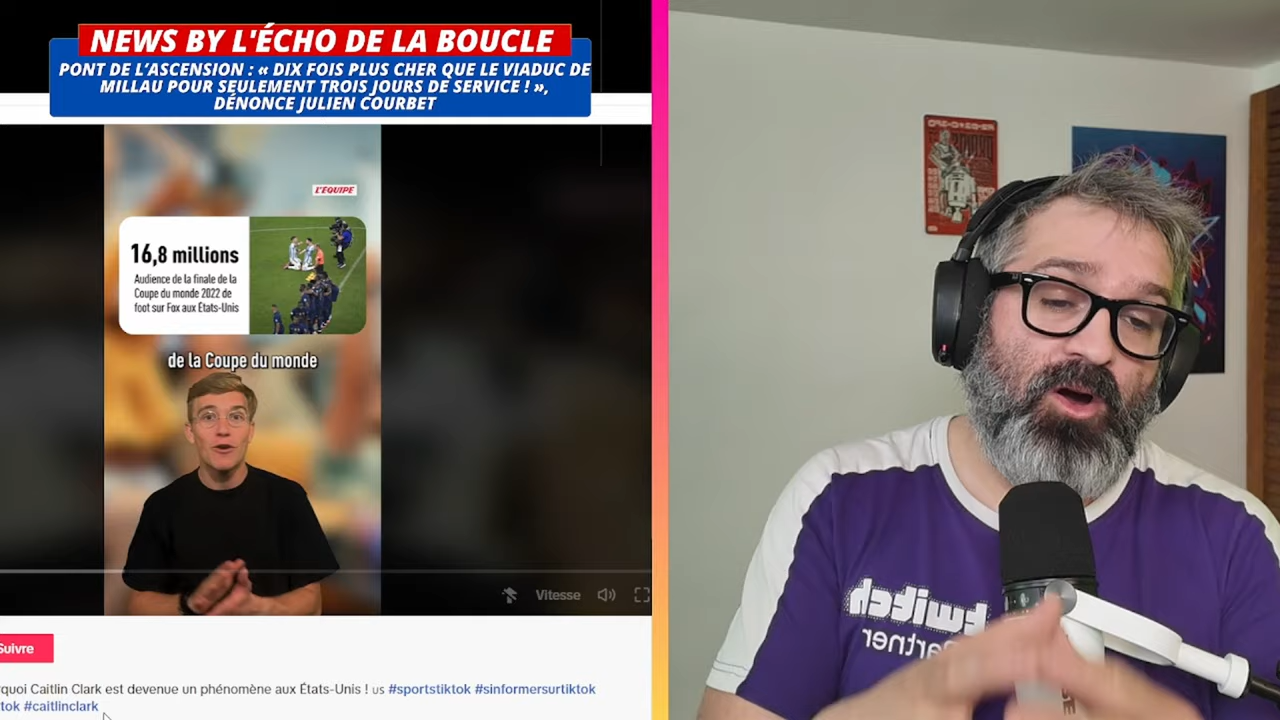 NEWS BY L'ÉCHO DE LA BOUCLE
PONT DE L'ASCENSION : « DIX FOIS PLUS CHER QUE LE VIADUC DE
MILLAU POUR SEULEMENT TROIS JOURS DE SERVICE ! »,
DÉNONCE JULIEN COURBET
L'ÉQUIPE
16,8 millions
Audience de la finale de la
Coupe du monde 2022 de
foot sur Fox aux États-Unis
de la Coupe du monde
Vitesse
Suivre
rquoi Caitlin Clark est devenue un phénomène aux États-Unis ! us #sportstiktok #sinformersurtiktok
tok #caitlinclark
twitch
Partner